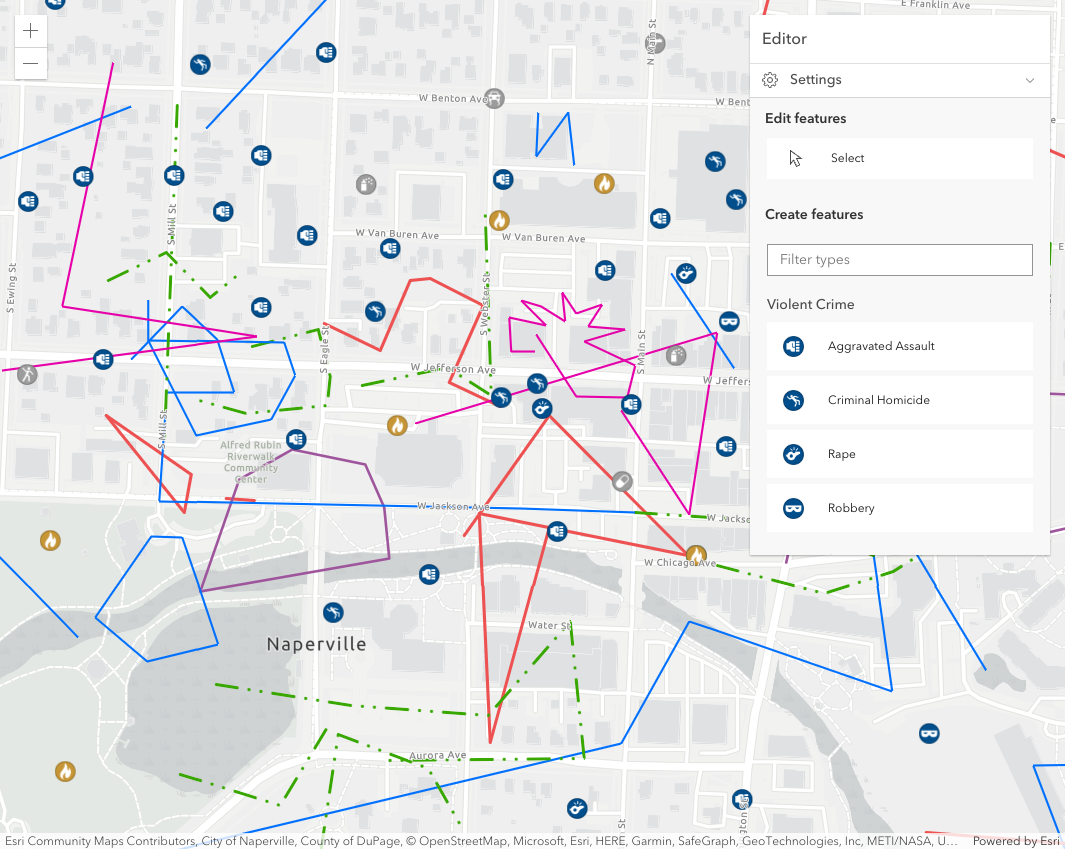 E Franklin Ave
N Main St
Editor
Settings
W Benton Ave
W Bent
Edit features
Select
Create features
S Mill St
W Van Buren Ave
W Van Buren Ave
Filter types
S Ewing St
S Webster St
Violent Crime
S Eagle St
S Main St
Aggravated Assault
W Jefferson Ave
W Jeffers
Criminal Homicide
S Mill St
Alfred Rubin
Riverwalk
Community
Center
Rape
W Jackson Ave
W Jackso
Robbery
W Chicago Ave
Water St
Naperville
Aurora Ave
Esri Community Maps Contributors, City of Naperville, County of DuPage, © OpenStreetMap, Microsoft, Esri, HERE, Garmin, SafeGraph, GeoTechnologies, Inc, METI/NASA, U...
Powered by Esri